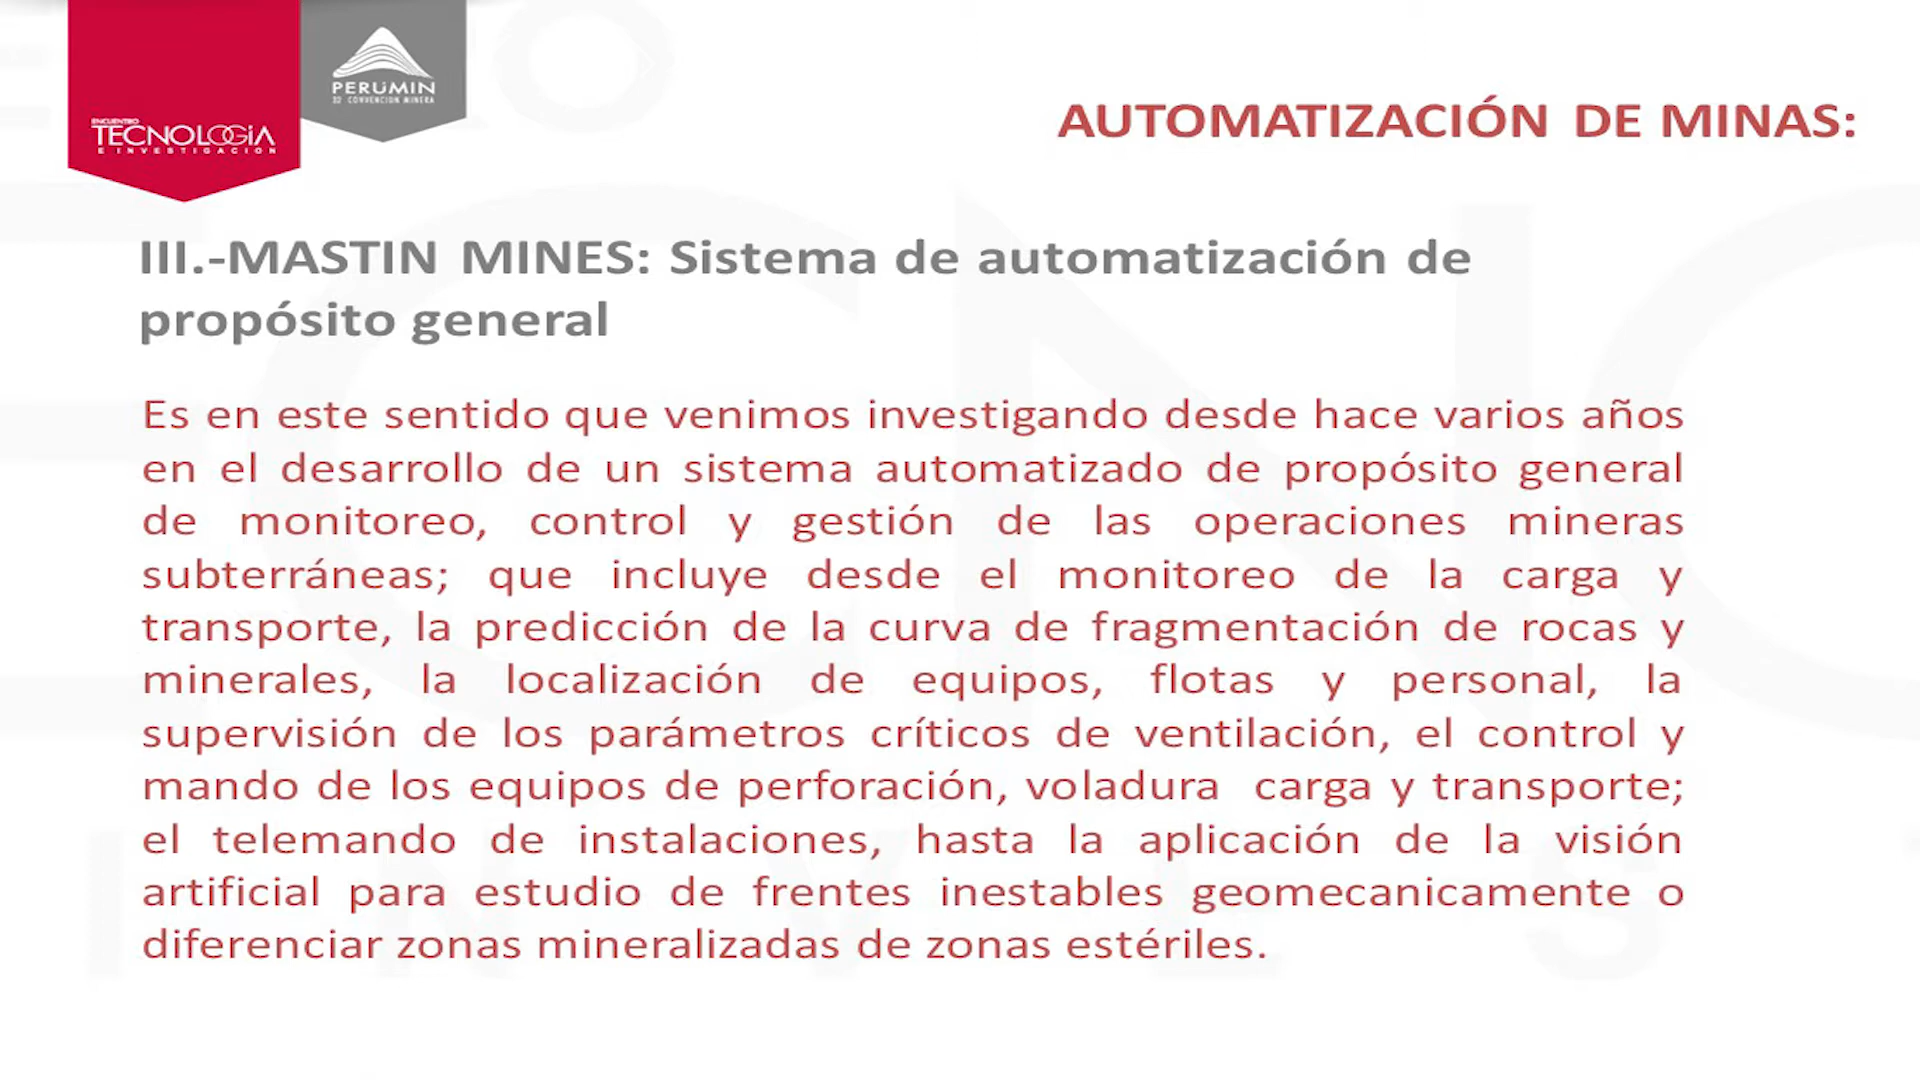 ENCUENTRO
TECNOLOGÍA
E INVESTIGACIÓN
PERUMIN
32 CONVENCIÓN MINERA
AUTOMATIZACIÓN DE MINAS:
III.-MASTIN MINES: Sistema de automatización de
propósito general
Es en este sentido que venimos investigando desde hace varios años
en el desarrollo de un sistema automatizado de propósito general
de monitoreo, control y gestión de las operaciones mineras
subterráneas; que incluye desde el monitoreo de la carga y
transporte, la predicción de la curva de fragmentación de rocas y
minerales, la localización de equipos, flotas y personal, la
supervisión de los parámetros críticos de ventilación, el control y
mando de los equipos de perforación, voladura carga y transporte;
el telemando de instalaciones, hasta la aplicación de la visión
artificial para estudio de frentes inestables geomecanicamente o
diferenciar zonas mineralizadas de zonas estériles.